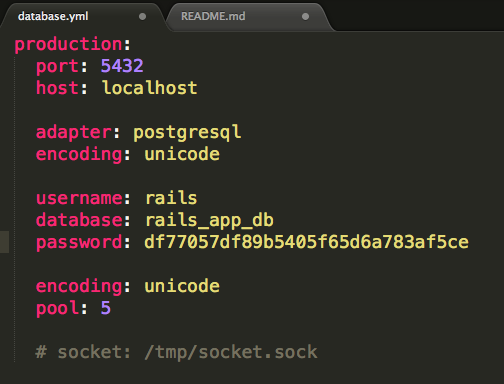 database.yml
README.md
production:
port: 5432
host: localhost
adapter: postgresql
encoding: unicode
username: rails
database: rails_app_db
password: df77057df89b5405f65d6a783af5ce
encoding: unicode
pool: 5
# socket: /tmp/socket.sock